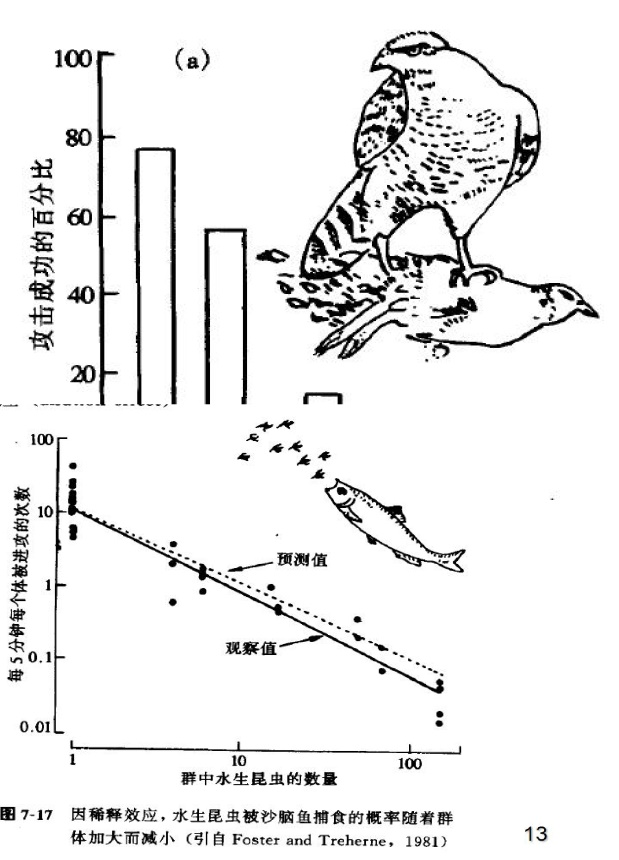 (a)
攻击成功的百分比
100
80
60
40
20
每5分钟每个体被进攻的次数
100
10
1
0.1
0.01
预测值
观察值
1 10 100
群中水生昆虫的数量
图 7-17 因稀释效应，水生昆虫被沙脑鱼捕食的概率随着群
体加大而减小（引自 Foster and Treherne，1981）
13